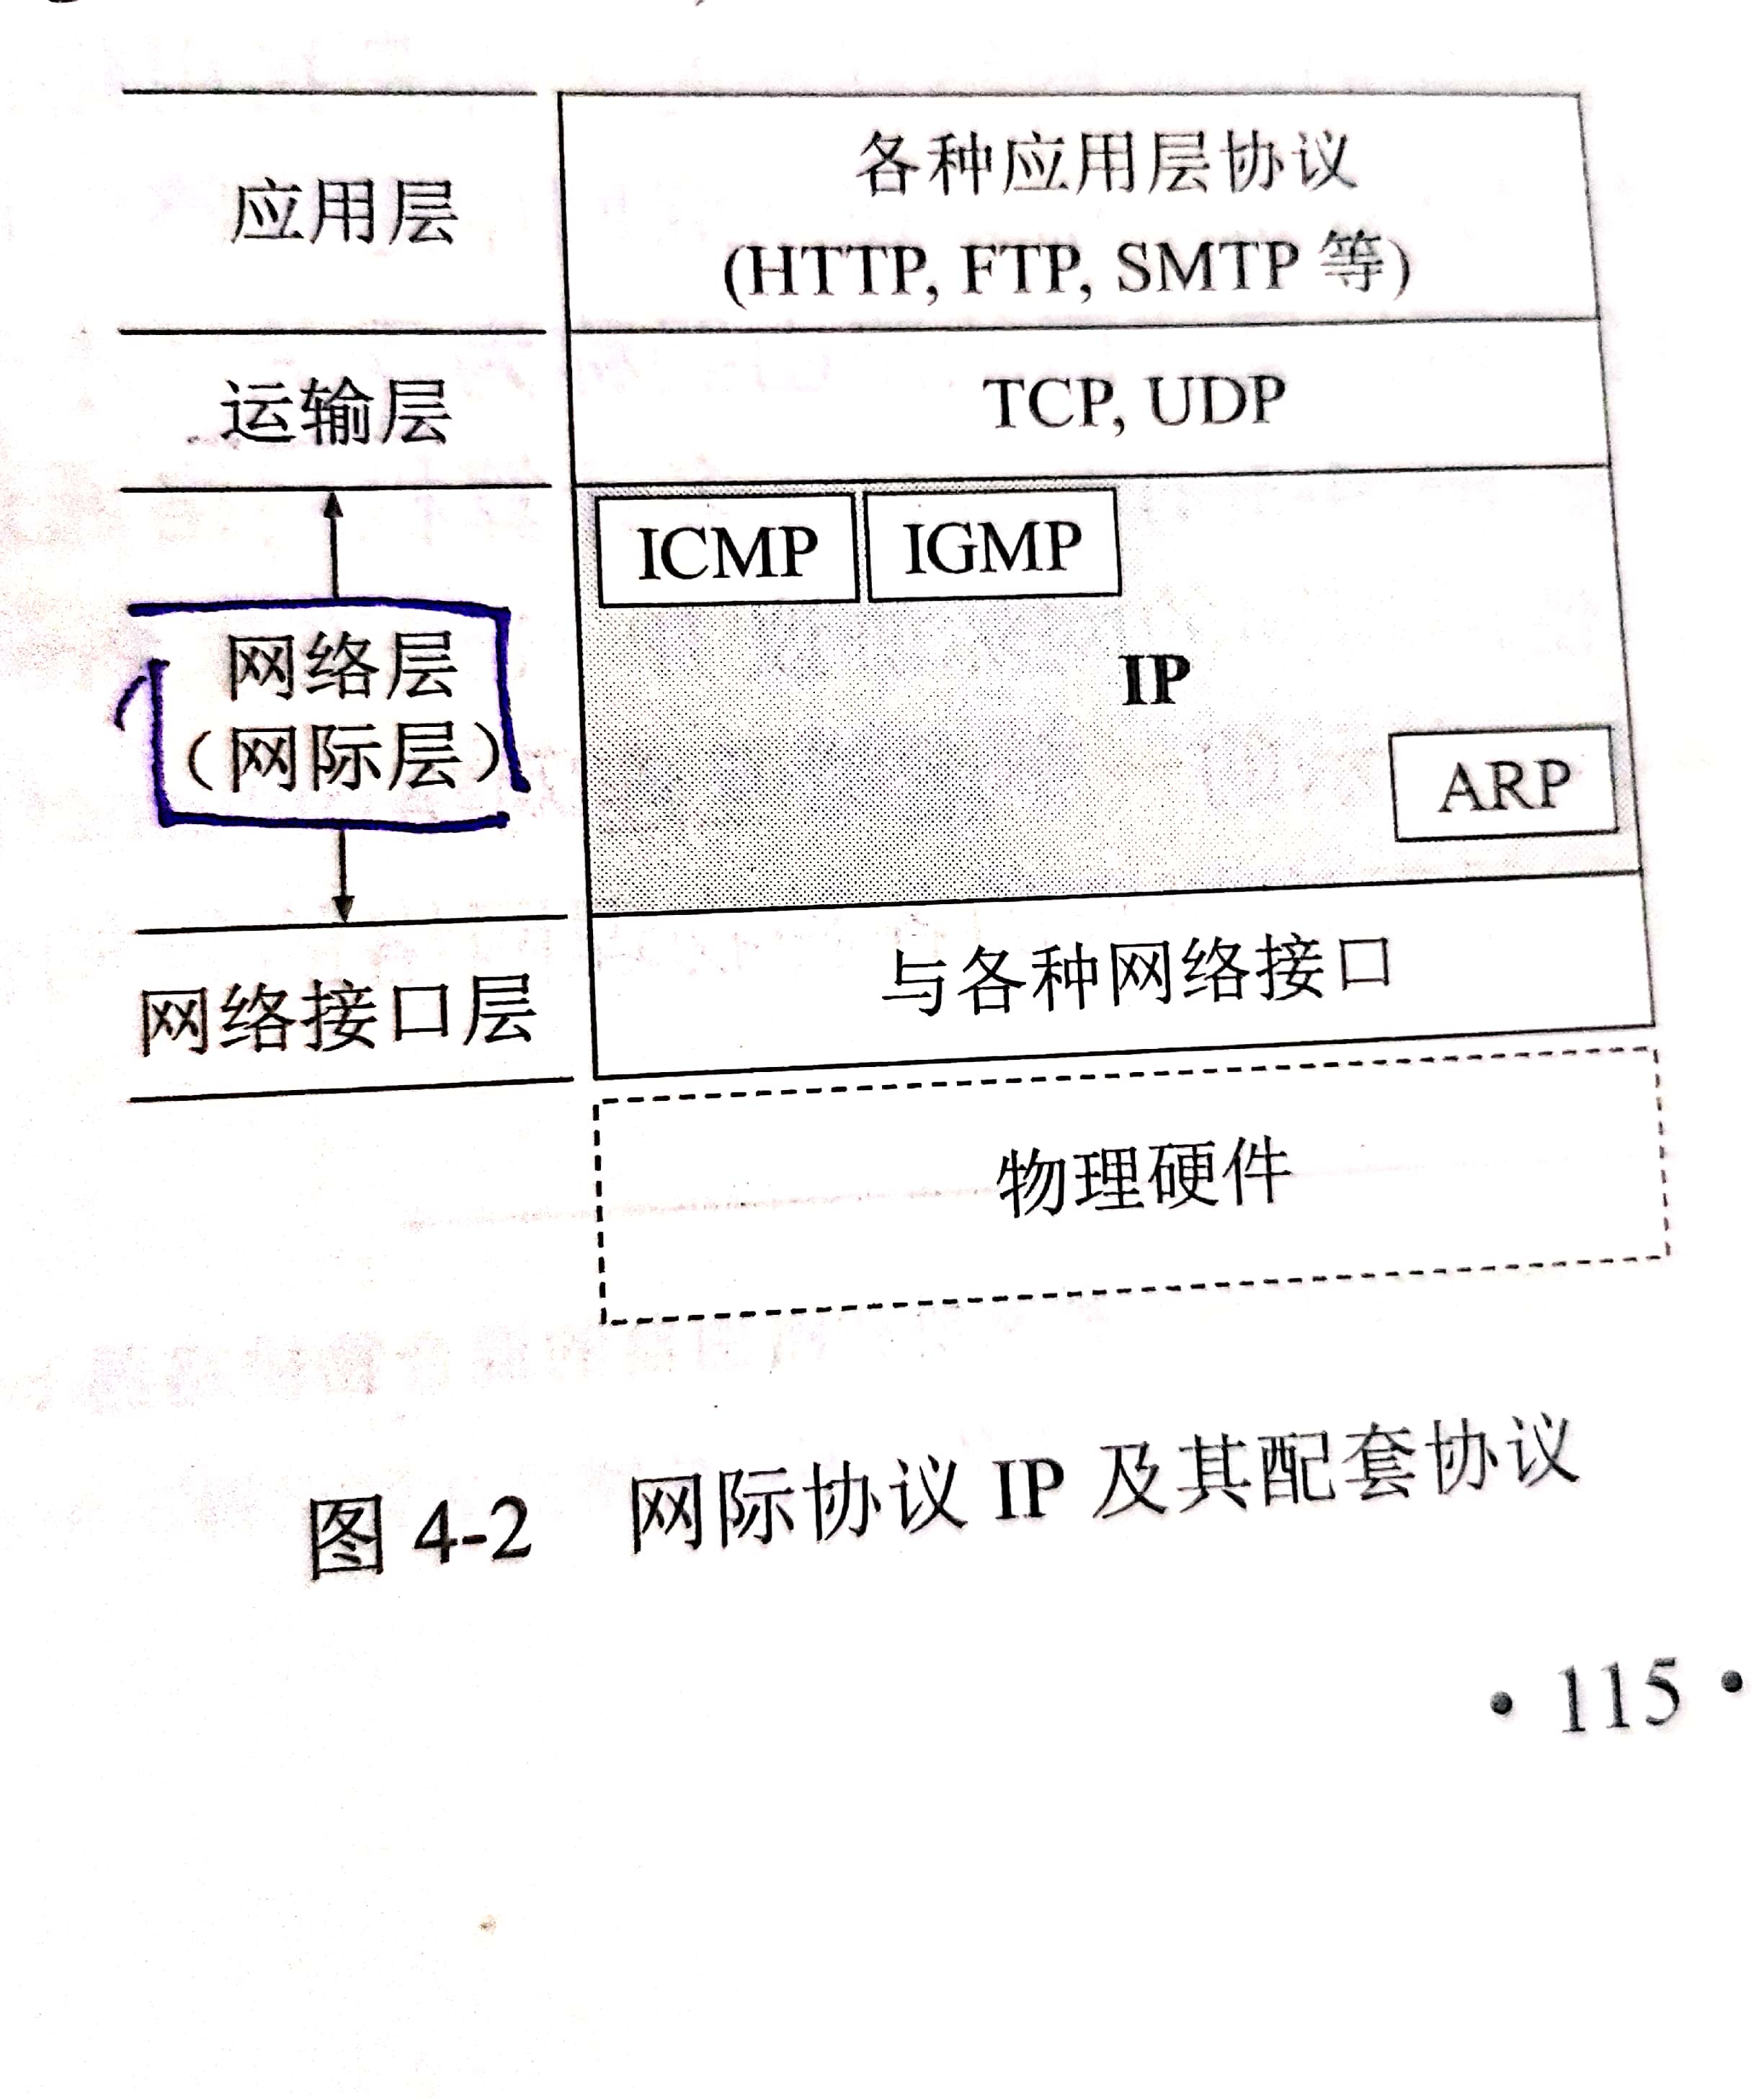 应用层
各种应用层协议
(HTTP, FTP, SMTP 等)
运输层
TCP, UDP
ICMP
IGMP
网络层
（网际层）
IP
ARP
网络接口层
与各种网络接口
物理硬件
图 4-2 网际协议 IP 及其配套协议
• 115 •